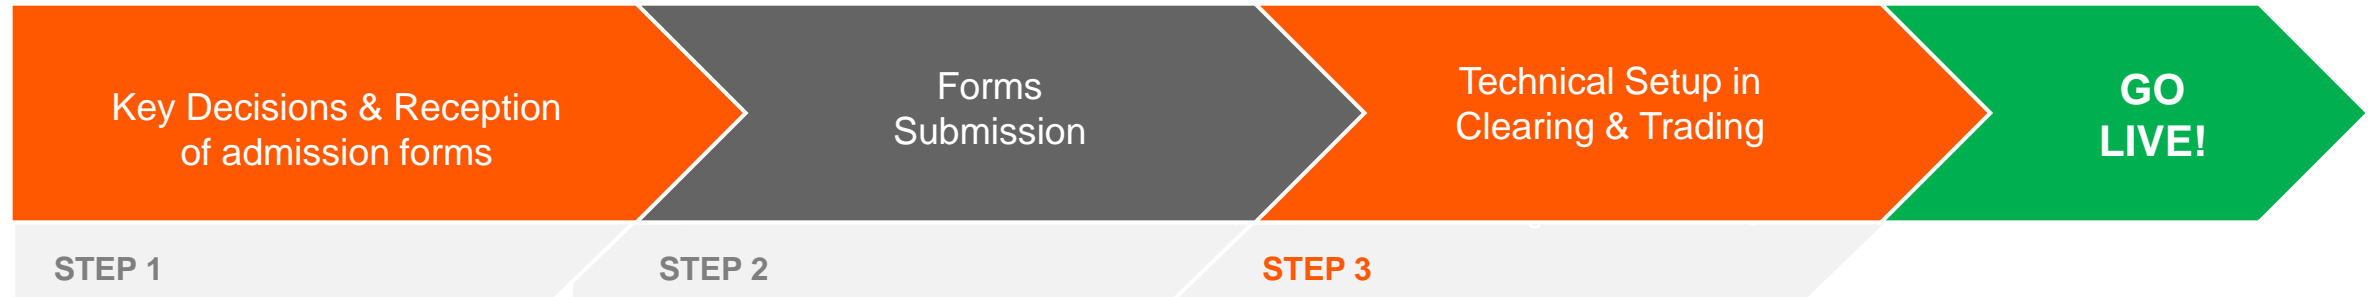 Key Decisions & Reception
of admission forms
Forms
Submission
Technical Setup in
Clearing & Trading
GO
LIVE!
STEP 1
STEP 2
STEP 3